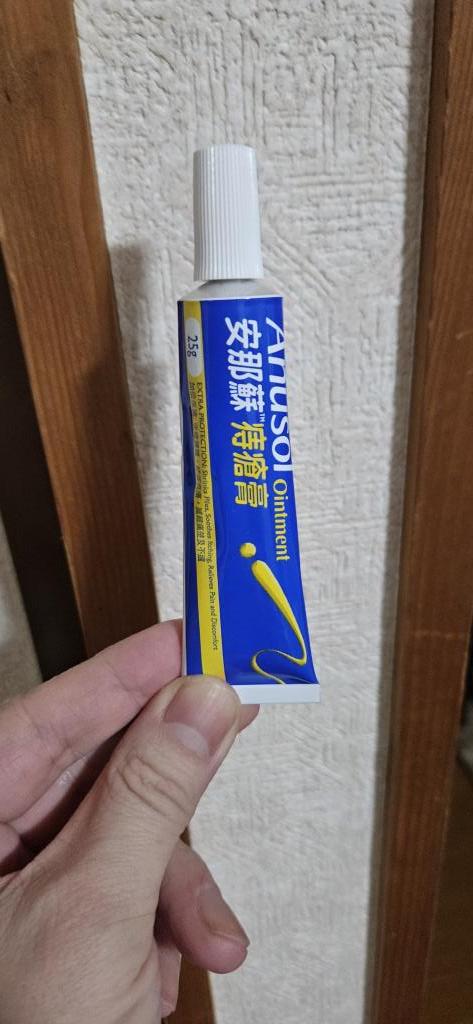 Anusol Ointment
安那蘇™ 痔瘡膏
EXTRA PROTECTION: Shrinks Piles, Soothes Itching, Relieves Pain and Discomfort
25g